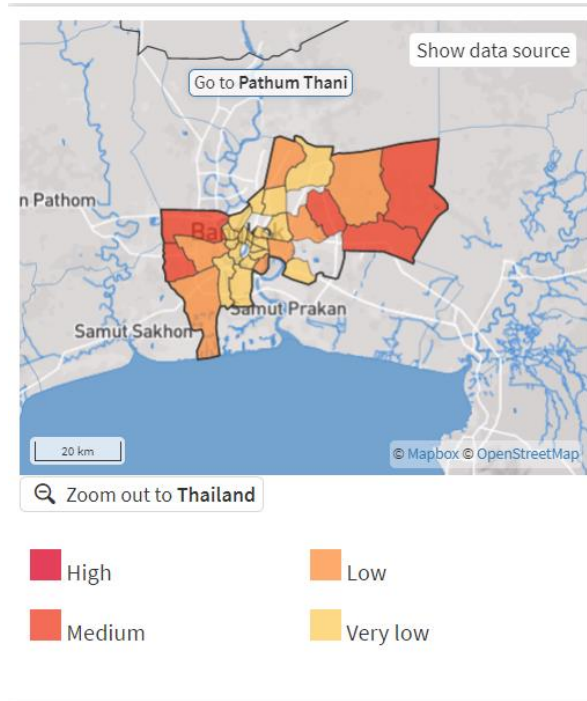 Show data source
Go to Pathum Thani
n Pathom
Bangkok
Samut Prakan
Samut Sakhon
20 km
© Mapbox © OpenStreetMap
Zoom out to Thailand
High
Low
Medium
Very low